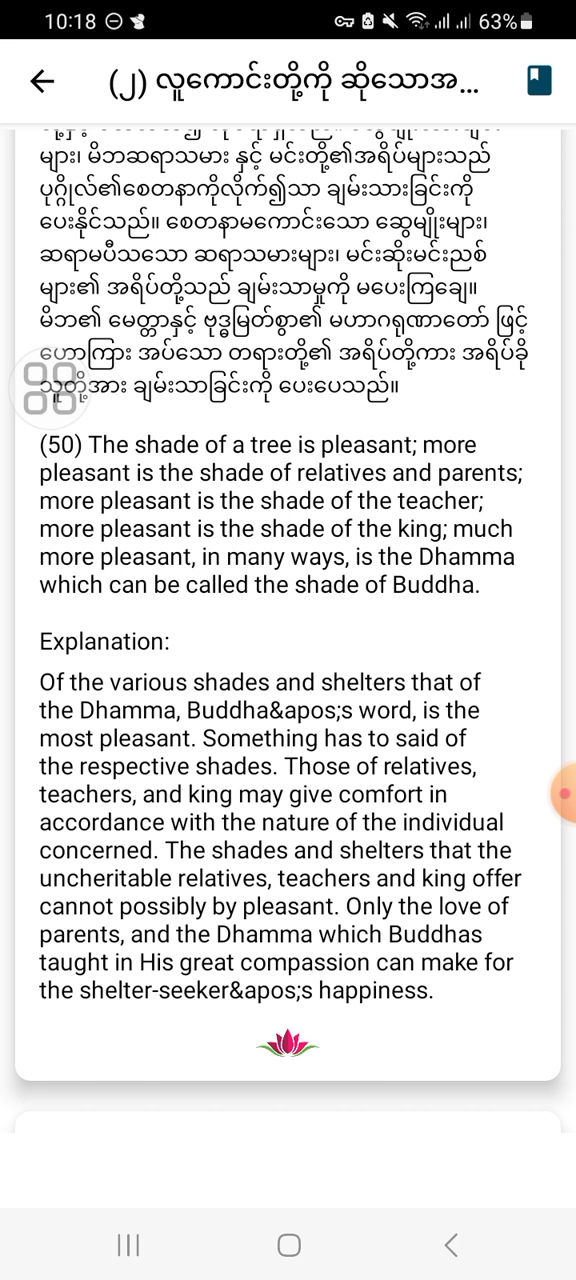 10:18
63%
(၂) လူကောင်းတို့ကို ဆိုသောအ...
များ၊ မိဘဆရာသမား နှင့် မင်းတို့၏အရိပ်များသည်
ပုဂ္ဂိုလ်၏စေတနာကိုလိုက်၍သာ ချမ်းသားခြင်းကို
ပေးနိုင်သည်။ စေတနာမကောင်းသော ဆွေမျိုးများ၊
ဆရာမပီသသော ဆရာသမားများ၊ မင်းဆိုးမင်းညစ်
များ၏ အရိပ်တို့သည် ချမ်းသာမှုကို မပေးကြချေ။
မိဘ၏ မေတ္တာနှင့် ဗုဒ္ဓမြတ်စွာ၏ မဟာဂရုဏာတော် ဖြင့်
ဟောကြား အပ်သော တရားတို့၏ အရိပ်တို့ကား အရိပ်ခို
သူတို့အား ချမ်းသာခြင်းကို ပေးပေသည်။
(50) The shade of a tree is pleasant; more
pleasant is the shade of relatives and parents;
more pleasant is the shade of the teacher;
more pleasant is the shade of the king; much
more pleasant, in many ways, is the Dhamma
which can be called the shade of Buddha.
Explanation:
Of the various shades and shelters that of
the Dhamma, Buddha&apos;s word, is the
most pleasant. Something has to said of
the respective shades. Those of relatives,
teachers, and king may give comfort in
accordance with the nature of the individual
concerned. The shades and shelters that the
uncheritable relatives, teachers and king offer
cannot possibly by pleasant. Only the love of
parents, and the Dhamma which Buddhas
taught in His great compassion can make for
the shelter-seeker&apos;s happiness.